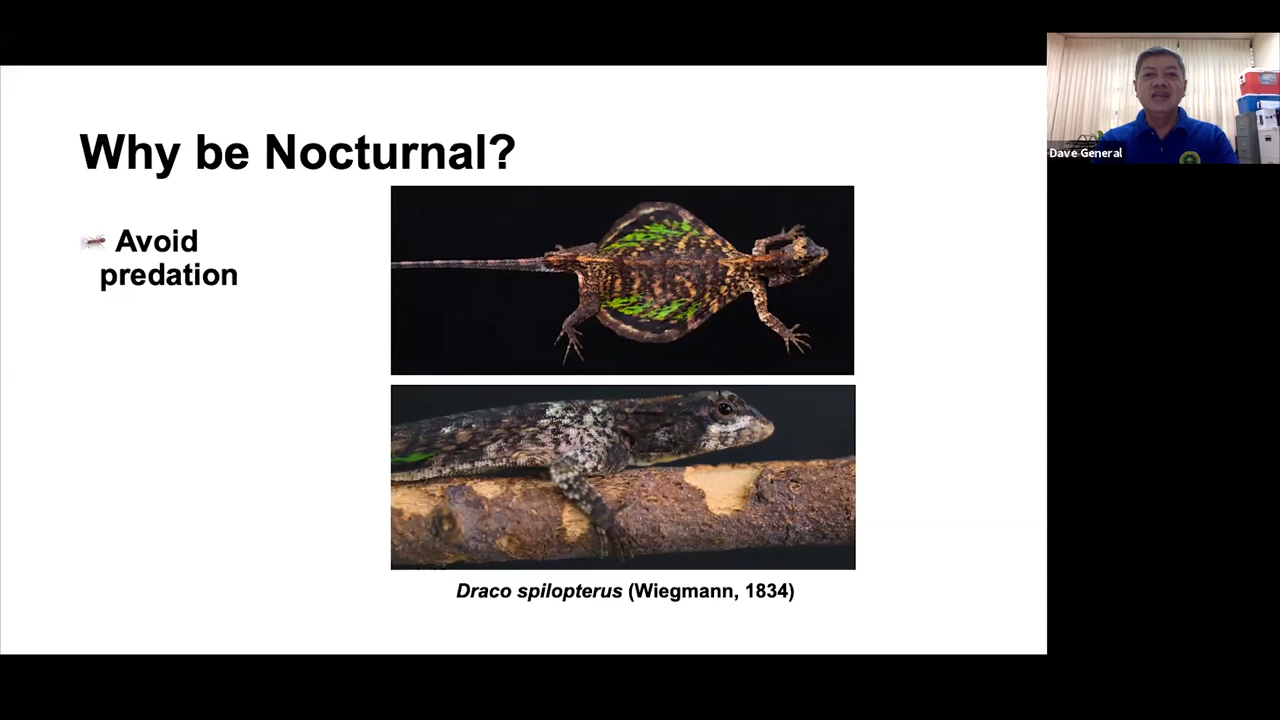 Why be Nocturnal?
Avoid
predation
Draco spilopterus (Wiegmann, 1834)
Dave General